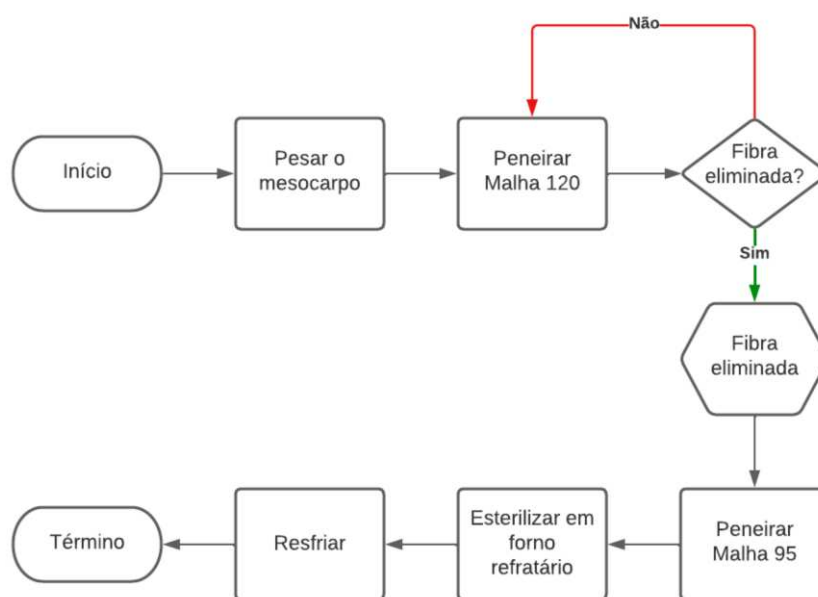 Não
Início
Pesar o
mesocarpo
Peneirar
Malha 120
Fibra
eliminada?
Sim
Fibra
eliminada
Peneirar
Malha 95
Esterilizar em
forno
refratário
Resfriar
Término